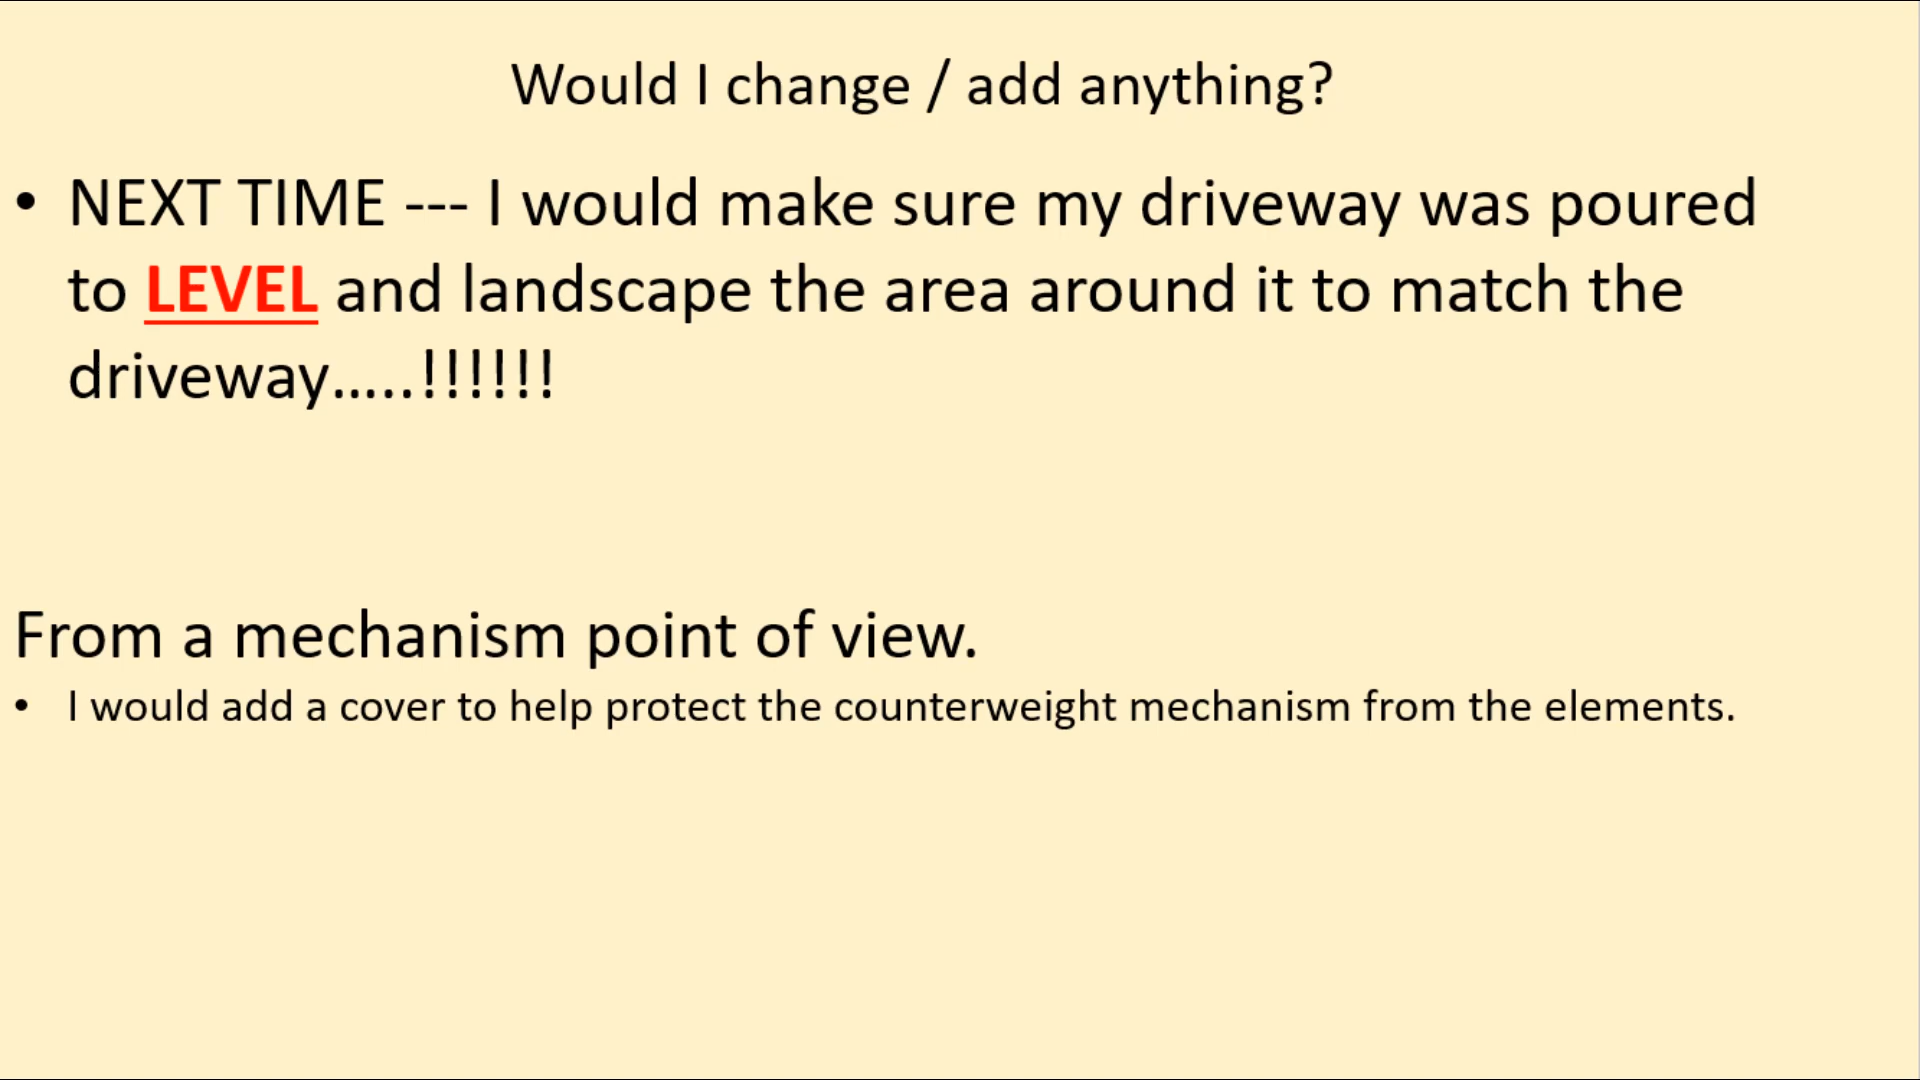 Would I change / add anything?
• NEXT TIME --- I would make sure my driveway was poured
to LEVEL and landscape the area around it to match the
driveway…..!!!!!!
From a mechanism point of view.
• I would add a cover to help protect the counterweight mechanism from the elements.